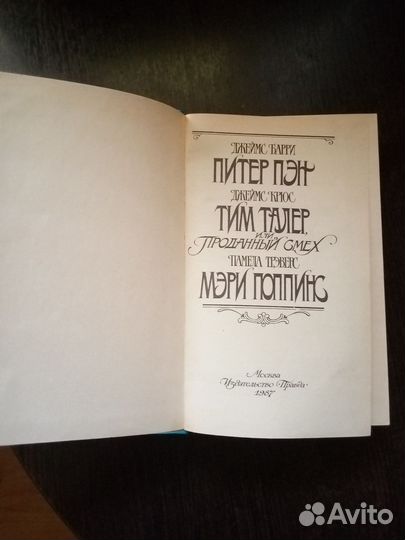 ДЖЕЙМС БАРРИ
ПИТЕР ПЭН
ДЖЕЙМС КРЮС
ТИМ ТАЛЕР,
ИЛИ
ПРОДАННЫЙ СМЕХ
ПАМЕЛА ТРЭВЕРС
МЭРИ ПОППИНС
Москва
Издательство „Правда“
1987
Avito